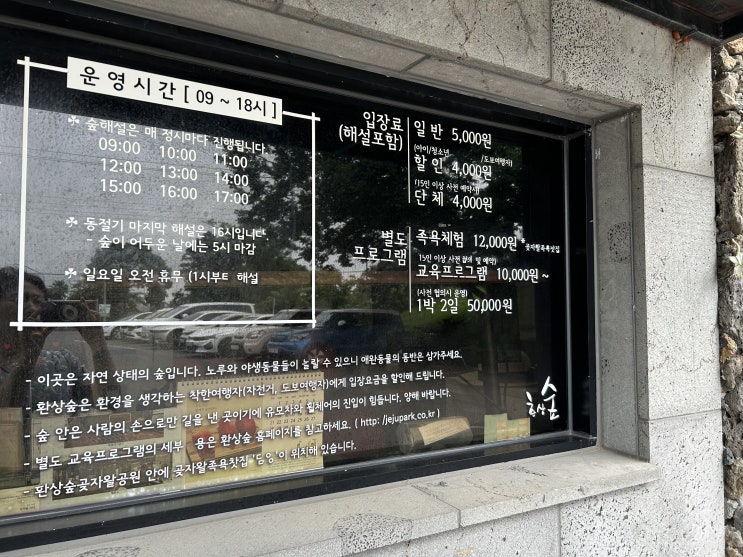 운영시간 [ 09 ~ 18시 ]
☘ 숲해설은 매 정시마다 진행됩니다
09:00 10:00 11:00
12:00 13:00 14:00
15:00 16:00 17:00
☘ 동절기 마지막 해설은 16시입니다.
- 숲이 어두운 날에는 5시 마감
☘ 일요일 오전 휴무 (1시부터 해설
입장료
(해설포함)
일 반 5,000원
(아이/청소년 /도보여행자)
할 인 4,000원
(15인 이상 사전 예약시)
단 체 4,000원
별도
프로그램
족욕체험 12,000원 *곶자왈족욕찻집
15인 이상 사전 협의 및 예약)
교육프로그램 10,000원~
(사전 협의시 운영)
1박 2일 50,000원
- 이곳은 자연 상태의 숲입니다. 노루와 야생동물들이 놀랄 수 있으니 애완동물의 동반은 삼가주세요.
- 환상숲은 환경을 생각하는 착한여행자(자전거, 도보여행자)에게 입장요금을 할인해 드립니다.
- 숲 안은 사람의 손으로만 길을 낸 곳이기에 유모차와 휠체어의 진입이 힘듭니다. 양해 바랍니다.
- 별도 교육프로그램의 세부 용은 환상숲 홈페이지를 참고하세요. ( http: //jejupark.co.kr )
- 환상숲곶자왈공원 안에 곶자왈족욕찻집 이 위치해 있습니다.
환상숲